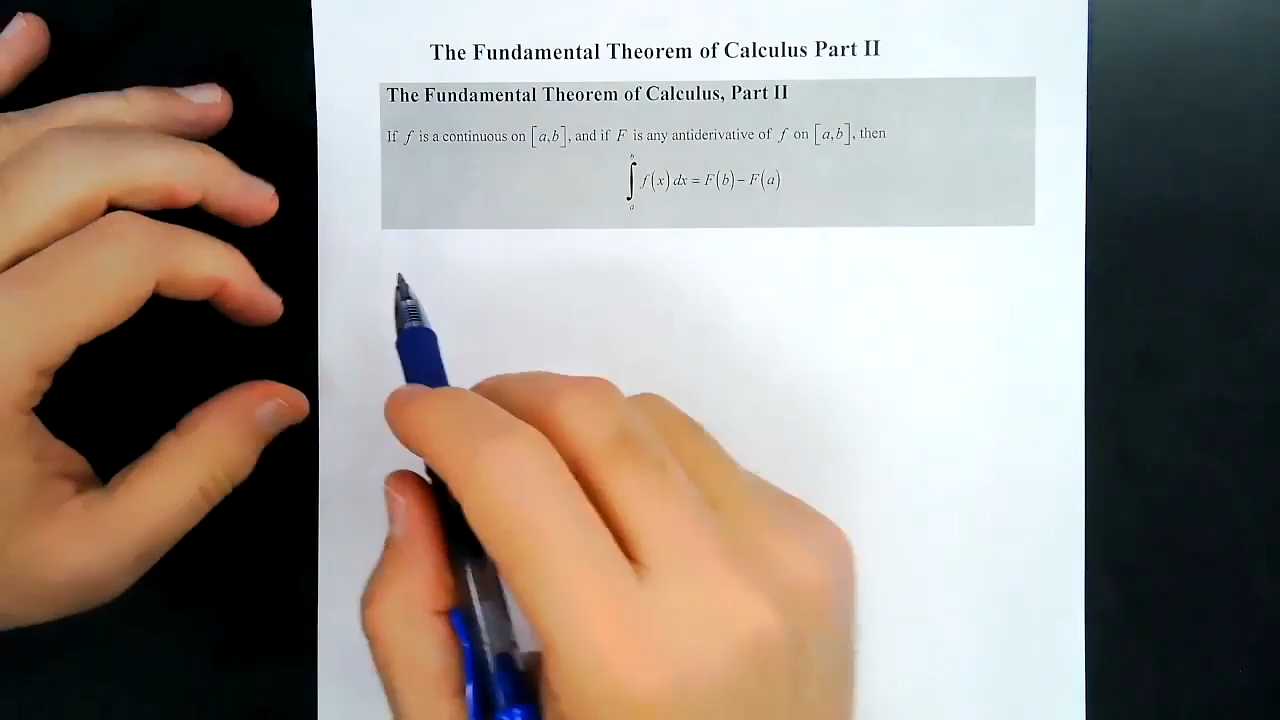 The Fundamental Theorem of Calculus Part II
The Fundamental Theorem of Calculus, Part II
If f is a continuous on [a,b], and if F is any antiderivative of f on [a,b], then
∫_a^b f(x) dx = F(b) − F(a)